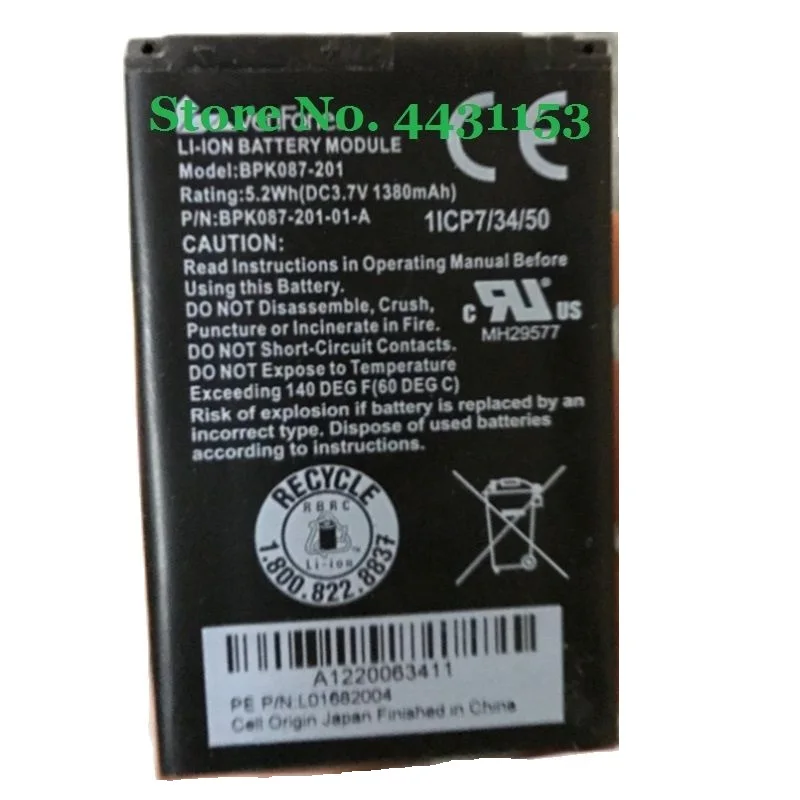 Store No. 4431153
LI-ION BATTERY MODULE
Model:BPK087-201
Rating:5.2Wh(DC3.7V 1380mAh)
P/N:BPK087-201-01-A
1ICP7/34/50
CE
CAUTION:
Read Instructions in Operating Manual Before
Using this Battery.
DO NOT Disassemble, Crush,
Puncture or Incinerate in Fire.
DO NOT Short-Circuit Contacts.
DO NOT Expose to Temperature
Exceeding 140 DEG F(60 DEG C)
Risk of explosion if battery is replaced by an
incorrect type. Dispose of used batteries
according to instructions.
c RU US
MH29577
RECYCLE
RBRC
TM
Li-ion
1.800.822.8837
A1220063411
PE P/N:L01682004
Cell Origin Japan Finished in China